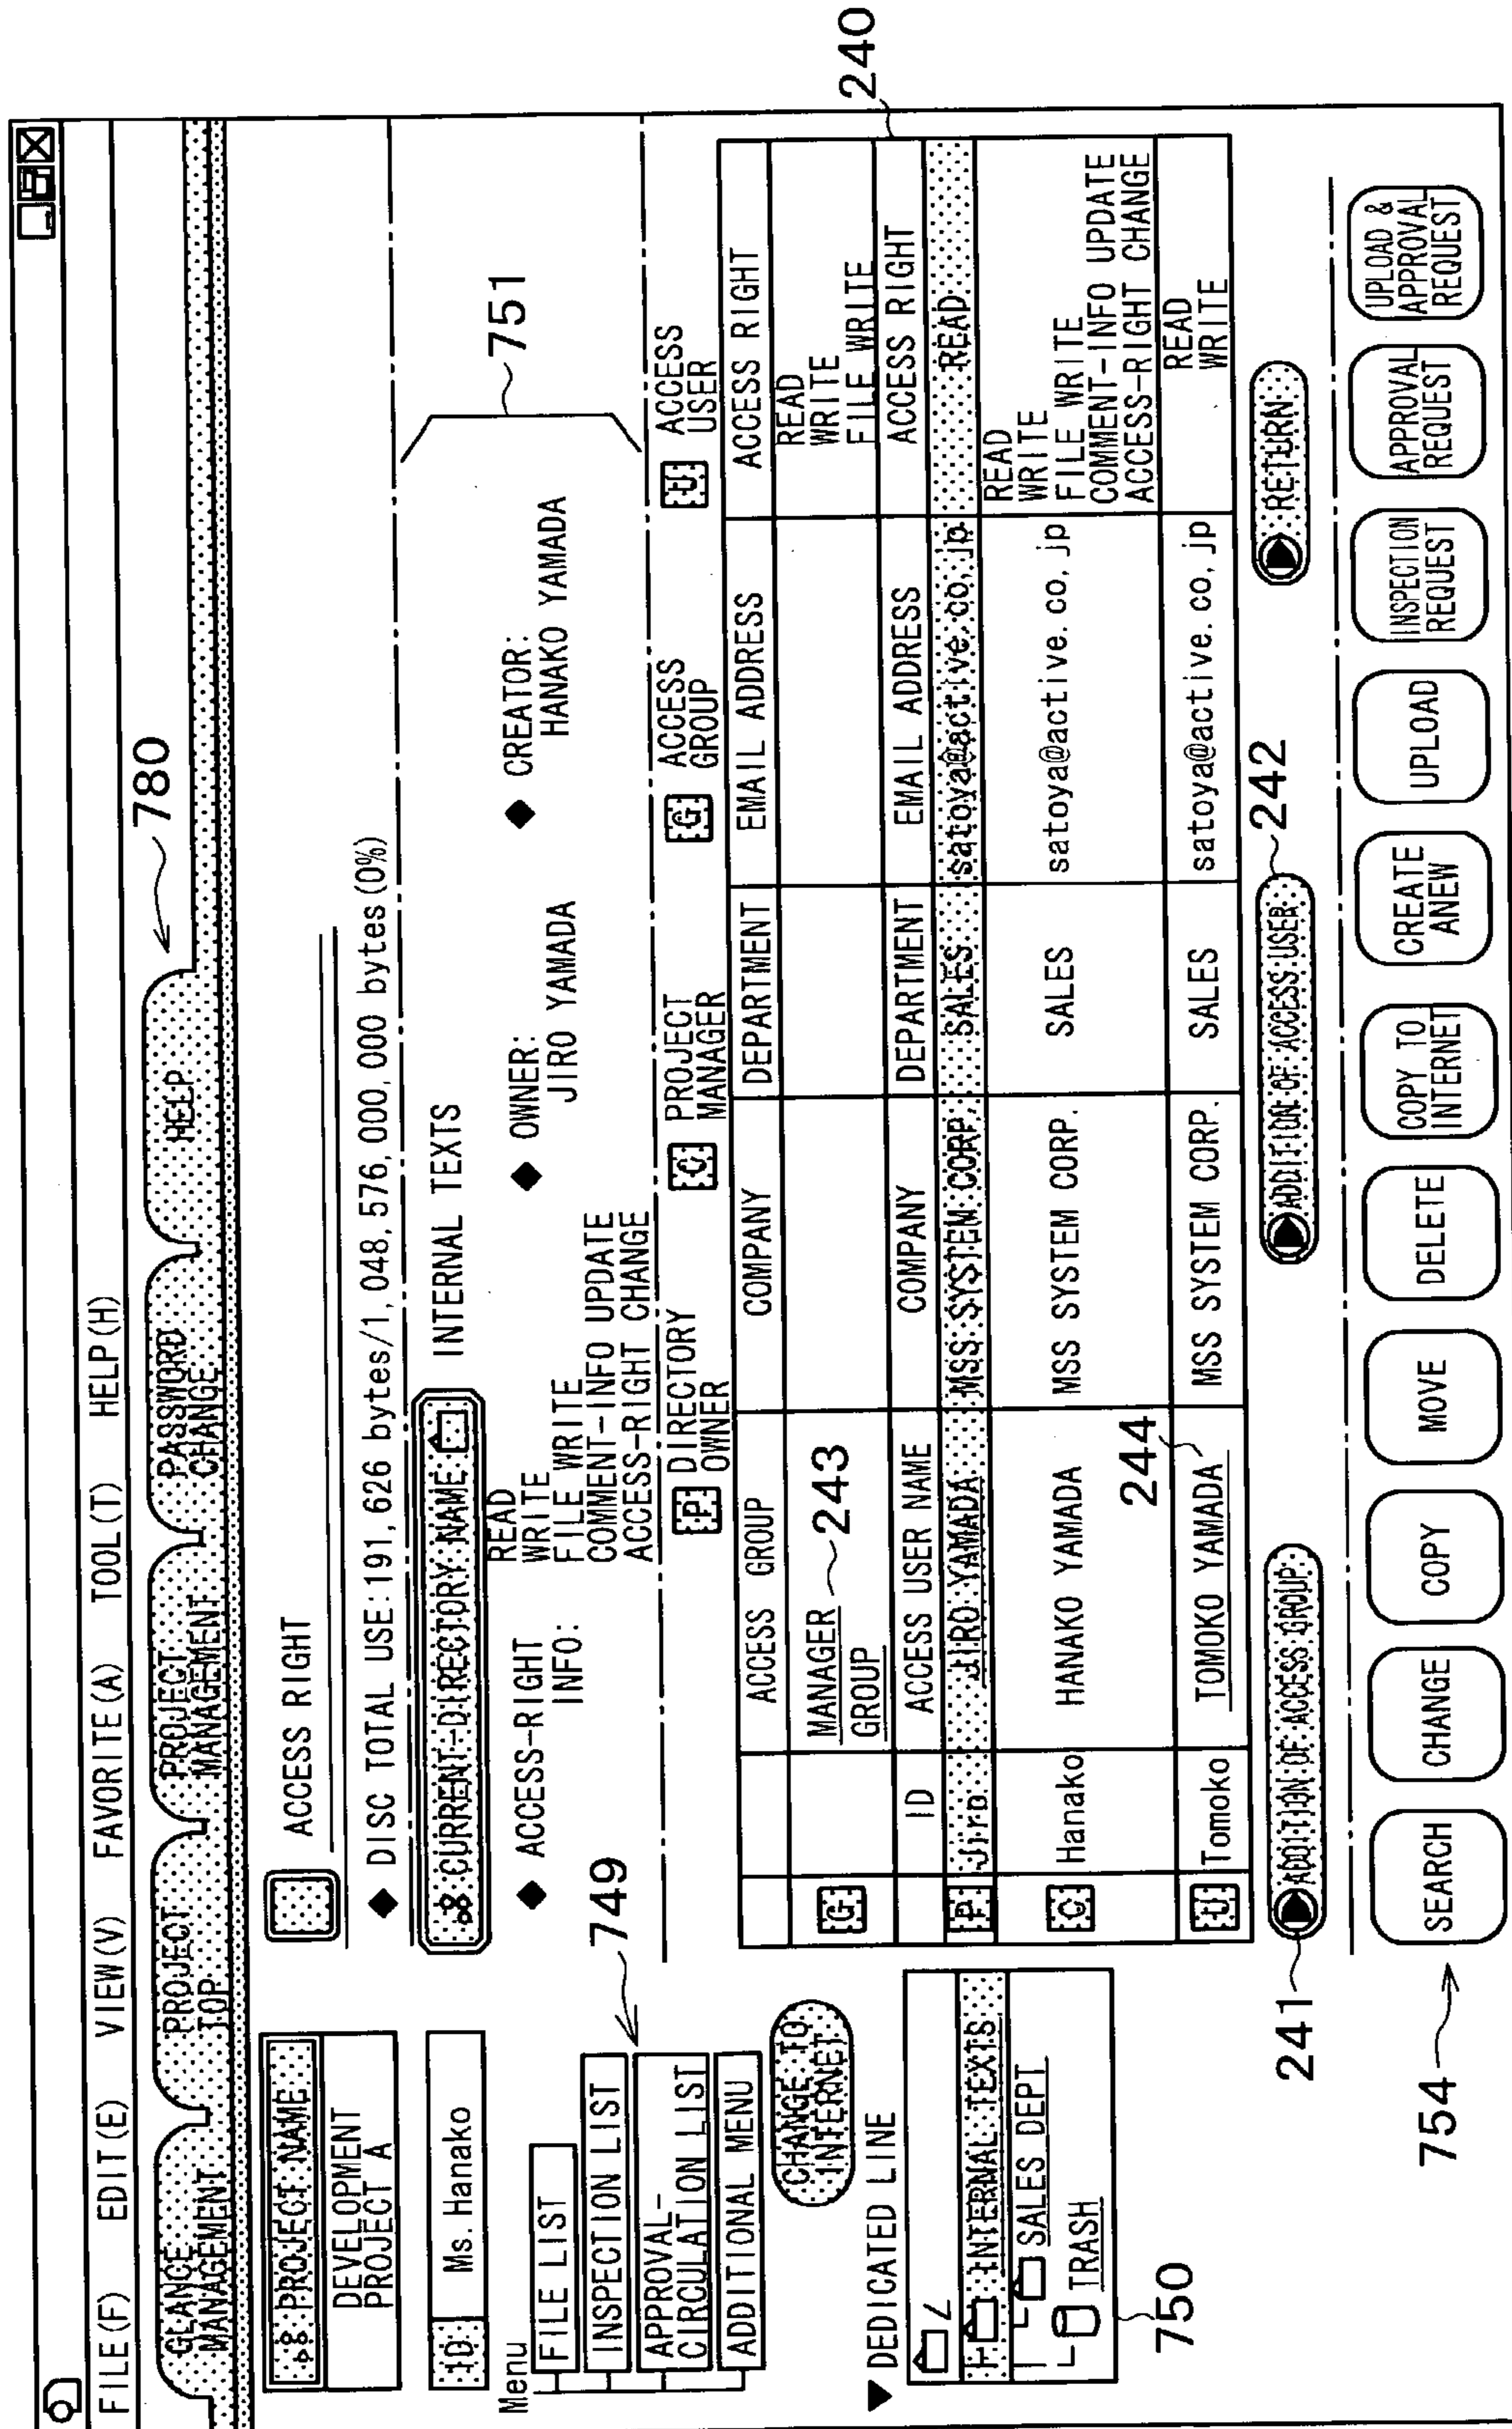 FILE(F) EDIT(E) VIEW(V) FAVORITE(A) TOOL(T) HELP(H)
GLANCE MANAGEMENT
PROJECT TOP
PROJECT MANAGEMENT
PASSWORD CHANGE
HELP
780
PROJECT NAME
DEVELOPMENT
PROJECT A
ID Ms. Hanako
Menu
FILE LIST
INSPECTION LIST
APPROVAL-
CIRCULATION LIST
ADDITIONAL MENU
749
CHANGE TO
INTERNET
▼ DEDICATED LINE
/
INTERNAL TEXTS
SALES DEPT.
TRASH
750
ACCESS RIGHT
◆ DISC TOTAL USE:191,626 bytes/1,048,576,000,000 bytes(0%)
CURRENT-DIRECTORY NAME: INTERNAL TEXTS
◆ ACCESS-RIGHT
INFO:
READ
WRITE
FILE WRITE
COMMENT-INFO UPDATE
ACCESS-RIGHT CHANGE
◆ OWNER:
JIRO YAMADA
◆ CREATOR:
HANAKO YAMADA
751
P DIRECTORY
OWNER
C PROJECT
MANAGER
G ACCESS
GROUP
U ACCESS
USER
240
ACCESS GROUP COMPANY DEPARTMENT EMAIL ADDRESS ACCESS RIGHT
G MANAGER
GROUP
243
READ
WRITE
FILE WRITE
ID ACCESS USER NAME COMPANY DEPARTMENT EMAIL ADDRESS ACCESS RIGHT
P Jiro JIRO YAMADA MSS SYSTEM CORP. SALES satoya@active.co,jp READ
C Hanako HANAKO YAMADA MSS SYSTEM CORP. SALES satoya@active.co,jp
READ
WRITE
FILE WRITE
COMMENT-INFO UPDATE
ACCESS-RIGHT CHANGE
244
U Tomoko TOMOKO YAMADA MSS SYSTEM CORP. SALES satoya@active.co,jp
READ
WRITE
241
ADDITION OF ACCESS GROUP
ADDITION OF ACCESS USER
242
RETURN
754
SEARCH
CHANGE
COPY
MOVE
DELETE
COPY TO
INTERNET
CREATE
ANEW
UPLOAD
INSPECTION
REQUEST
APPROVAL
REQUEST
UPLOAD &
APPROVAL
REQUEST